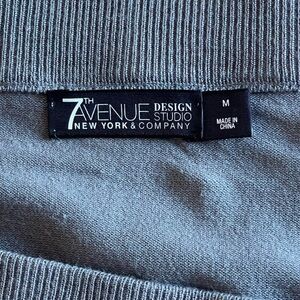 7TH AVENUE DESIGN STUDIO
NEW YORK & COMPANY
M
MADE IN
CHINA